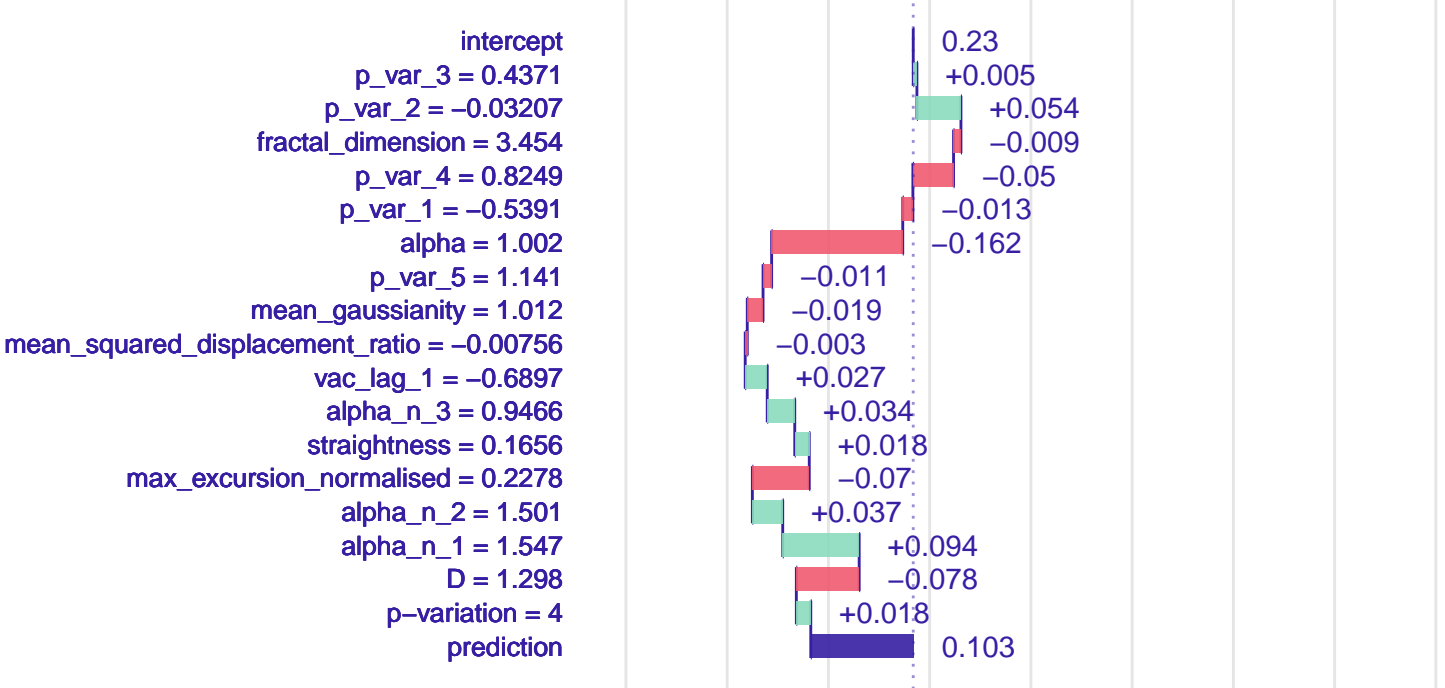 intercept 0.23
p_var_3 = 0.4371 +0.005
p_var_2 = −0.03207 +0.054
fractal_dimension = 3.454 −0.009
p_var_4 = 0.8249 −0.05
p_var_1 = −0.5391 −0.013
alpha = 1.002 −0.162
p_var_5 = 1.141 −0.011
mean_gaussianity = 1.012 −0.019
mean_squared_displacement_ratio = −0.00756 −0.003
vac_lag_1 = −0.6897 +0.027
alpha_n_3 = 0.9466 +0.034
straightness = 0.1656 +0.018
max_excursion_normalised = 0.2278 −0.07
alpha_n_2 = 1.501 +0.037
alpha_n_1 = 1.547 +0.094
D = 1.298 −0.078
p−variation = 4 +0.018
prediction 0.103